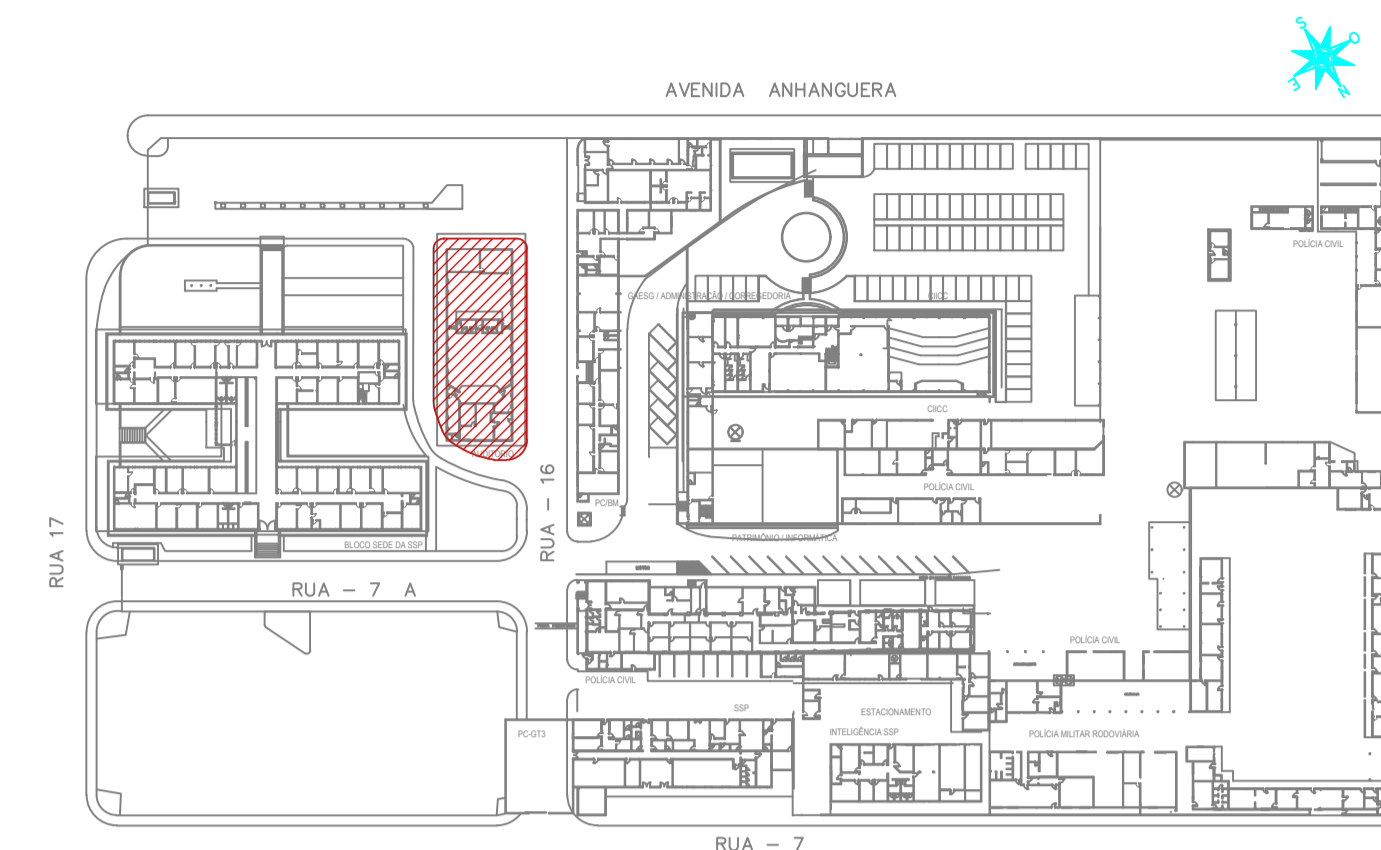 S
O
E
N
AVENIDA ANHANGUERA
POLÍCIA CIVIL
GAESG / ADMINISTRAÇÃO / CORREGEDORIA
CIICC
CIICC
AUDITÓRIO
POLÍCIA CIVIL
PC/BM
PATRIMÔNIO / INFORMÁTICA
BLOCO SEDE DA SSP
RUA 17
RUA - 16
RUA - 7 A
POLÍCIA CIVIL
POLÍCIA CIVIL
SSP
ESTACIONAMENTO
PC-GT3
INTELIGÊNCIA SSP
POLÍCIA MILITAR RODOVIÁRIA
RUA - 7